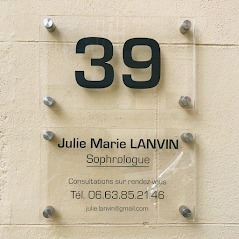 39
Julie Marie LANVIN
Sophrologue
Consultations sur rendez-vous
Tél. 06.63.85.21.46
julie.lanvin@gmail.com